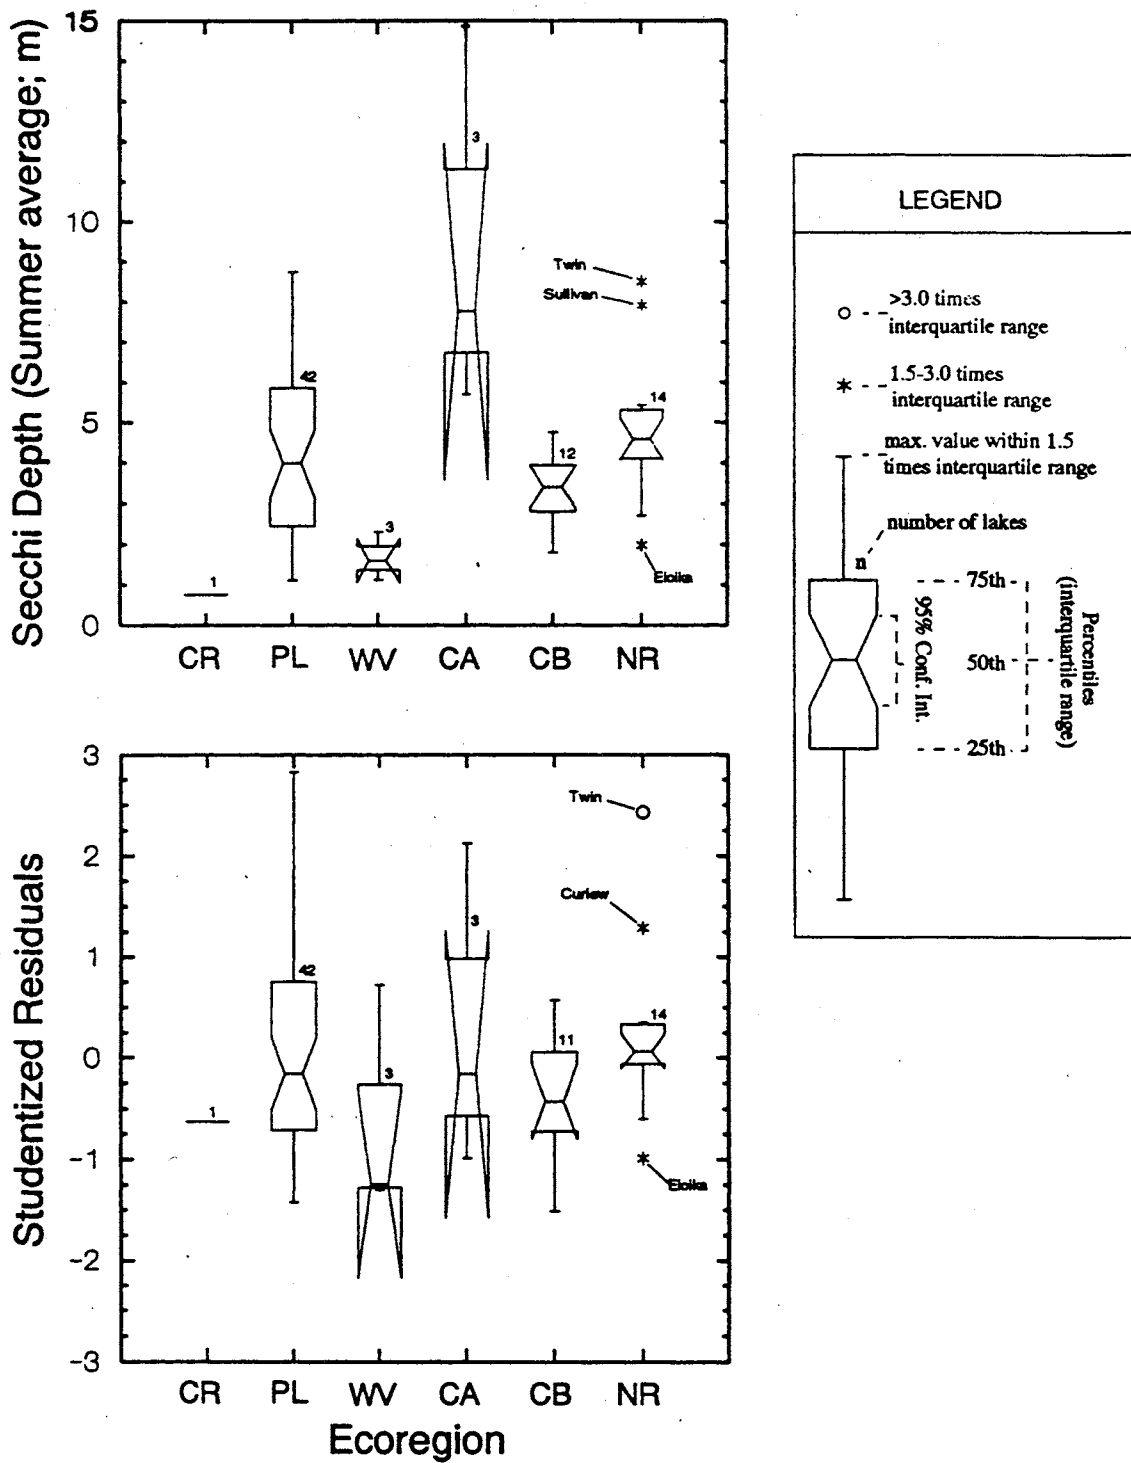 Secchi Depth (Summer average; m)
15
10
5
0
1
42
3
3
12
14
Twin
Sullivan
Eloika
CR PL WV CA CB NR
Studentized Residuals
3
2
1
0
-1
-2
-3
1
42
3
3
11
14
Twin
Curlew
Eloika
CR PL WV CA CB NR
Ecoregion
LEGEND
>3.0 times
interquartile range
1.5-3.0 times
interquartile range
max. value within 1.5
times interquartile range
number of lakes
n
75th
50th
25th
95% Conf. Int.
Percentiles
(interquartile range)